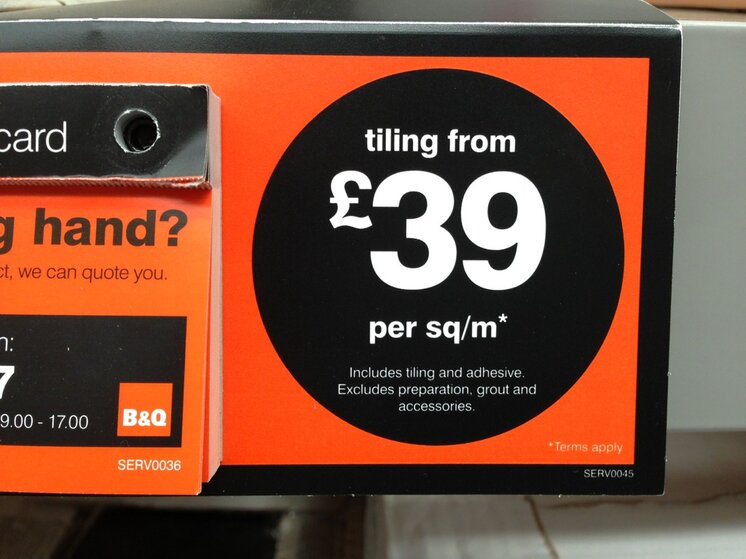 card
hand?
we can quote you.
7
9.00 - 17.00
B&Q
SERV0036
tiling from
£39
per sq/m*
Includes tiling and adhesive.
Excludes preparation, grout and
accessories.
*Terms apply
SERV0045